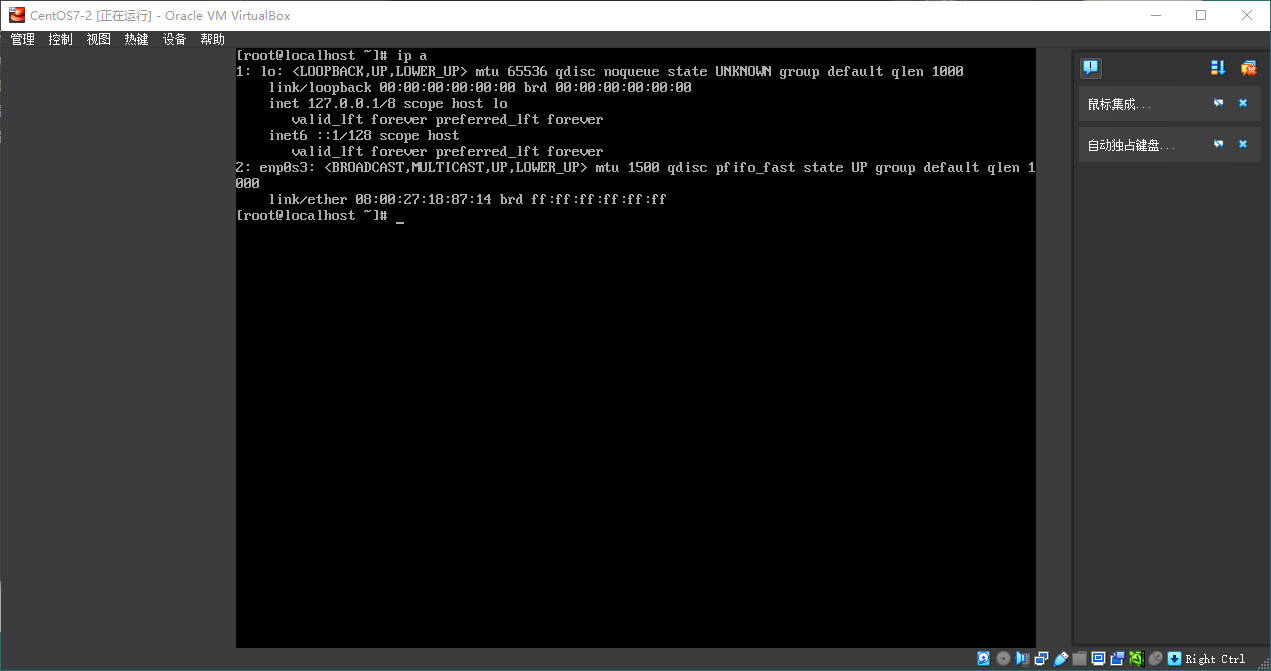 CentOS7-2 [正在运行] - Oracle VM VirtualBox
管理 控制 视图 热键 设备 帮助
[root@localhost ~]# ip a
1: lo: <LOOPBACK,UP,LOWER_UP> mtu 65536 qdisc noqueue state UNKNOWN group default qlen 1000
link/loopback 00:00:00:00:00:00 brd 00:00:00:00:00:00
inet 127.0.0.1/8 scope host lo
valid_lft forever preferred_lft forever
inet6 ::1/128 scope host
valid_lft forever preferred_lft forever
2: enp0s3: <BROADCAST,MULTICAST,UP,LOWER_UP> mtu 1500 qdisc pfifo_fast state UP group default qlen 1
000
link/ether 08:00:27:18:87:14 brd ff:ff:ff:ff:ff:ff
[root@localhost ~]# _
鼠标集成...
自动独占键盘...
Right Ctrl